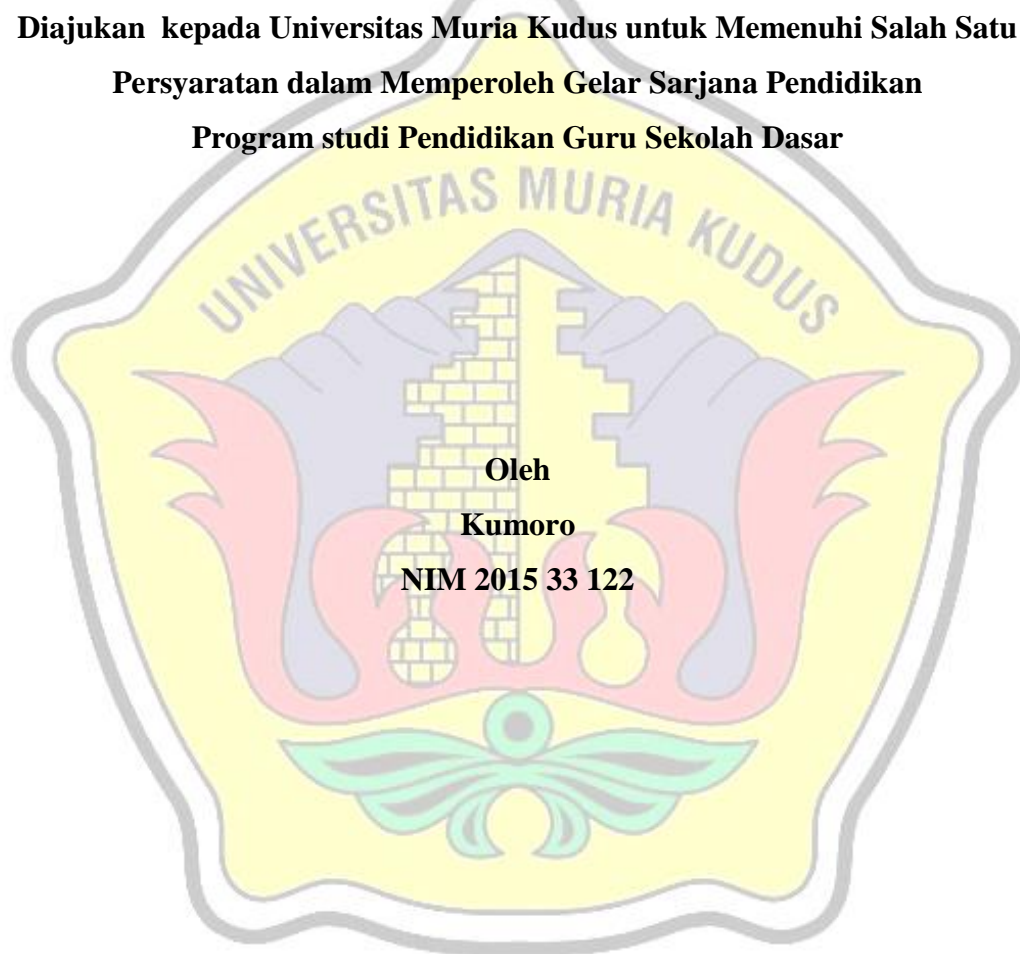 Diajukan kepada Universitas Muria Kudus untuk Memenuhi Salah Satu
Persyaratan dalam Memperoleh Gelar Sarjana Pendidikan
Program studi Pendidikan Guru Sekolah Dasar
UNIVERSITAS MURIA KUDUS
Oleh
Kumoro
NIM 2015 33 122